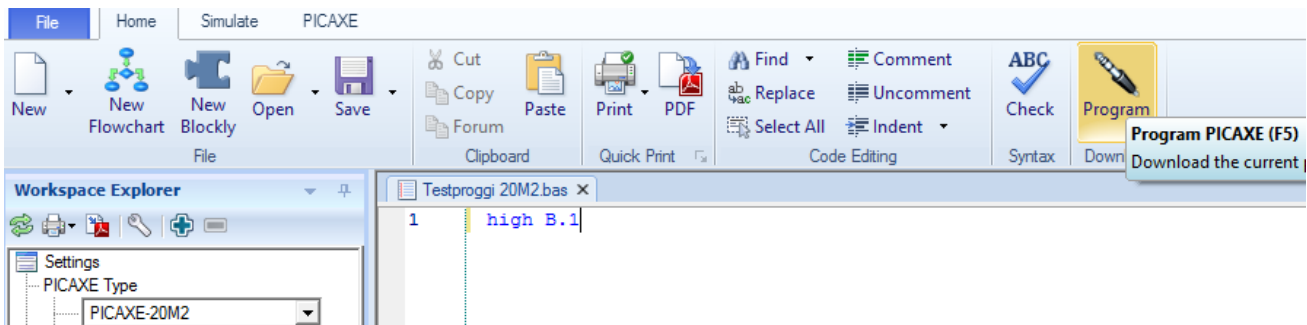 File Home Simulate PICAXE
New
New Flowchart
New Blockly
Open
Save
File
Cut
Copy
Forum
Paste
Clipboard
Print
PDF
Quick Print
Find
Replace
Select All
Comment
Uncomment
Indent
Code Editing
ABC
Check
Syntax
Program
Down
Program PICAXE (F5)
Download the current p
Workspace Explorer
Testproggi 20M2.bas
1 high B.1
Settings
PICAXE Type
PICAXE-20M2